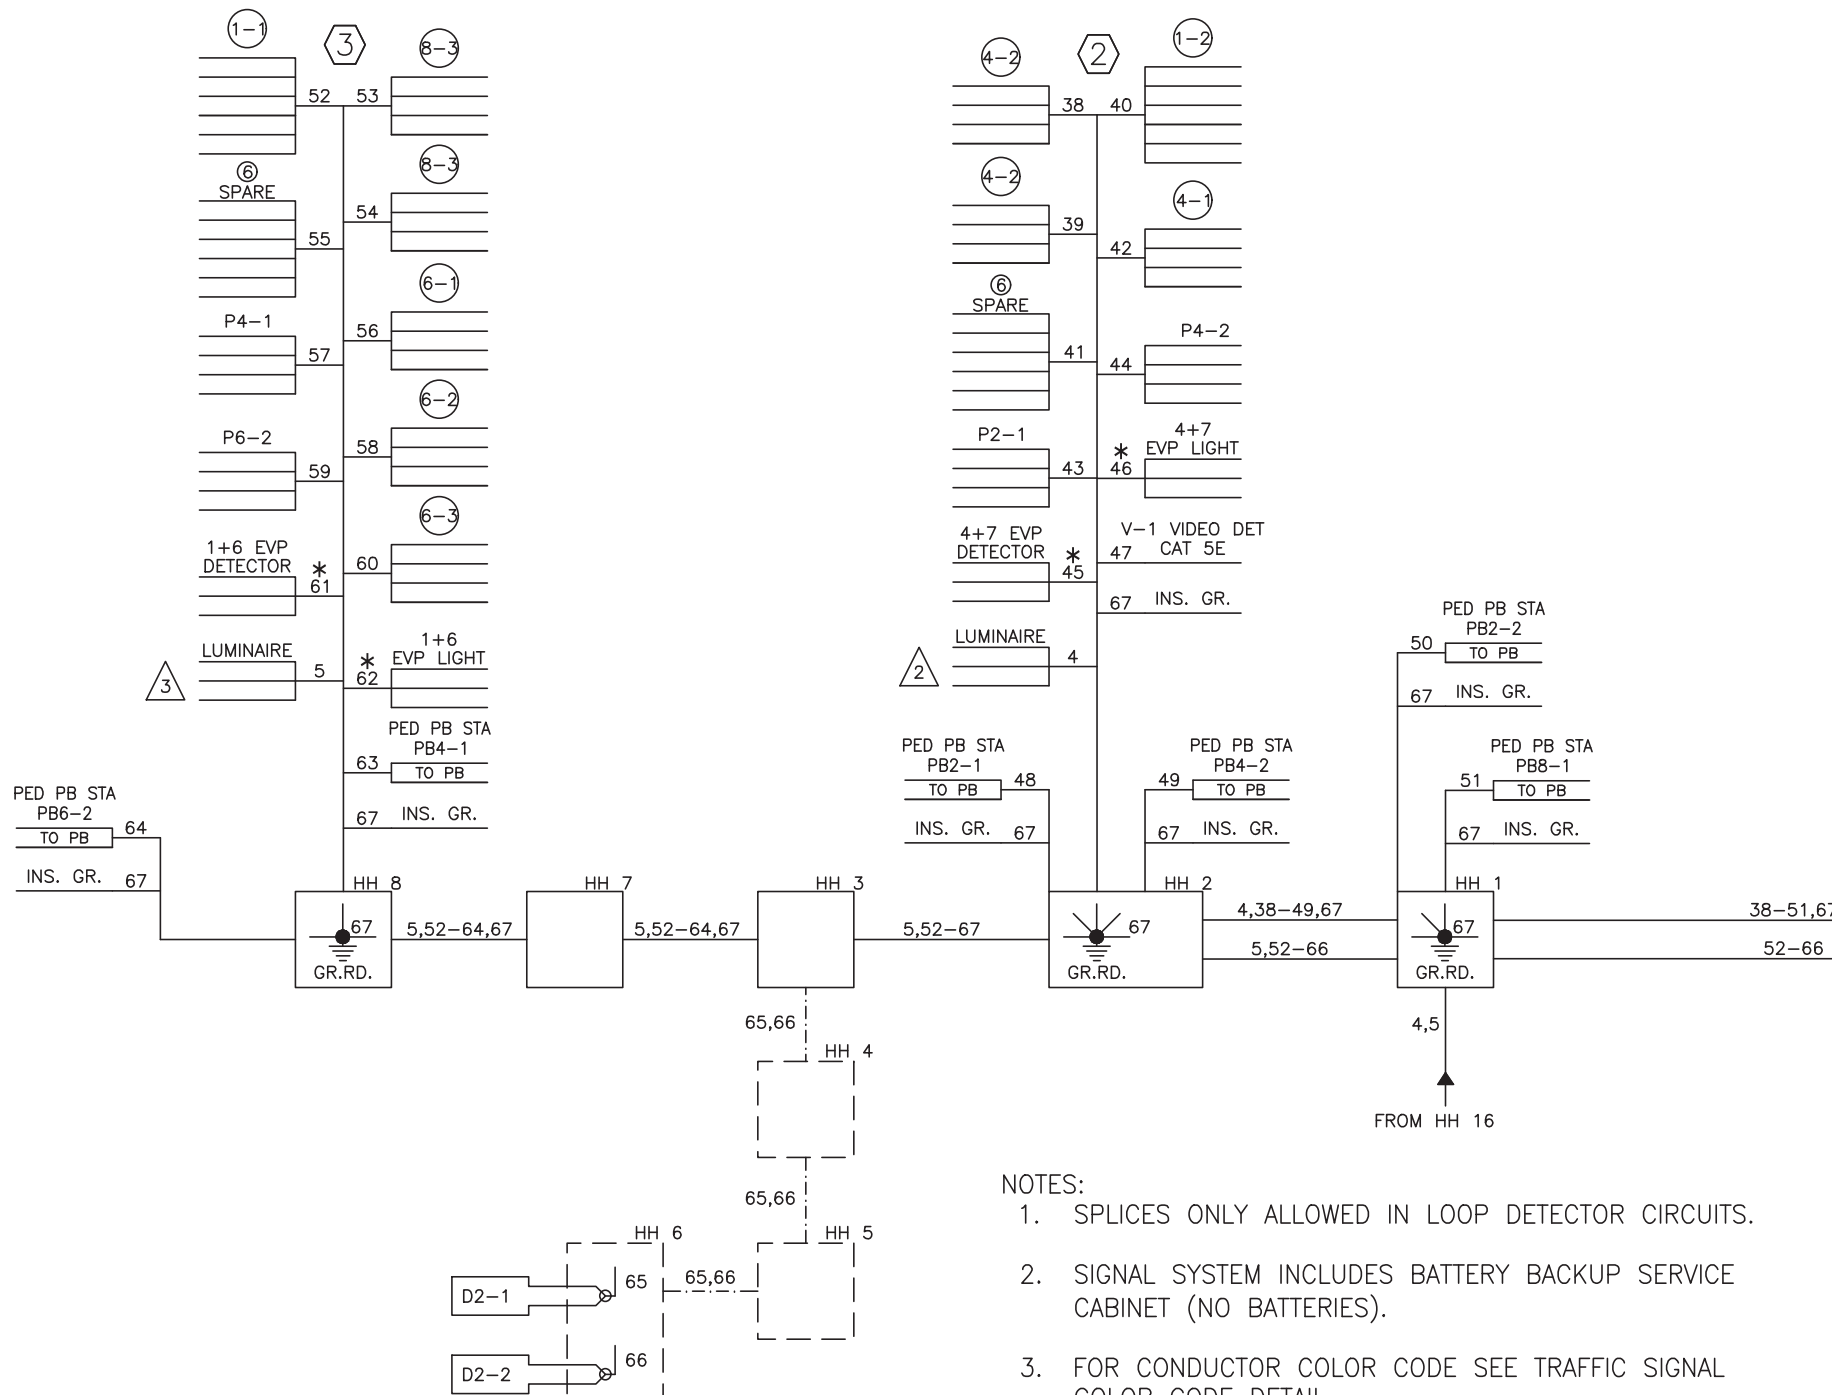 1-1
3
8-3
52
53
6
SPARE
8-3
54
55
6-1
P4-1
56
57
6-2
P6-2
58
59
6-3
1+6 EVP
DETECTOR
*
60
61
LUMINAIRE
5
3
1+6
EVP LIGHT
*
62
PED PB STA
PB4-1
63
TO PB
67
INS. GR.
PED PB STA
PB6-2
64
TO PB
INS. GR.
67
4-2
2
1-2
38
40
4-2
4-1
39
42
6
SPARE
P4-2
41
44
P2-1
4+7
EVP LIGHT
*
43
46
4+7 EVP
DETECTOR
*
45
V-1 VIDEO DET
47
CAT 5E
67
INS. GR.
LUMINAIRE
4
2
PED PB STA
PB2-1
48
TO PB
INS. GR.
67
PED PB STA
PB4-2
49
TO PB
67
INS. GR.
PED PB STA
PB2-2
50
TO PB
67
INS. GR.
PED PB STA
PB8-1
51
TO PB
67
INS. GR.
HH 8
67
GR.RD.
5,52-64,67
HH 7
5,52-64,67
HH 3
5,52-67
HH 2
67
GR.RD.
4,38-49,67
5,52-66
HH 1
67
GR.RD.
38-51,67
52-66
4,5
FROM HH 16
65,66
HH 4
65,66
HH 5
HH 6
65,66
D2-1
65
D2-2
66
NOTES:
1. SPLICES ONLY ALLOWED IN LOOP DETECTOR CIRCUITS.
2. SIGNAL SYSTEM INCLUDES BATTERY BACKUP SERVICE
CABINET (NO BATTERIES).
3. FOR CONDUCTOR COLOR CODE SEE TRAFFIC SIGNAL
COLOR CODE DETAIL